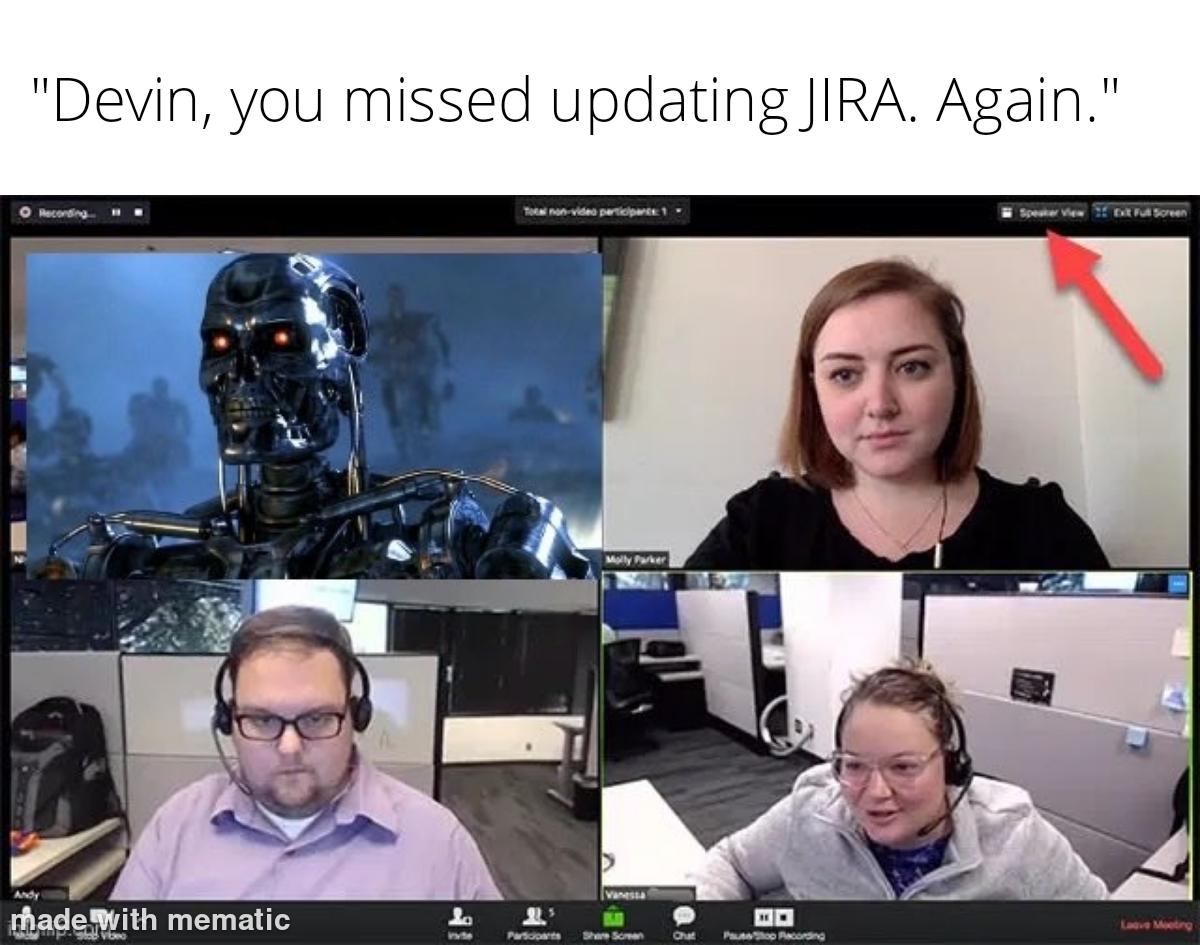 "Devin, you missed updating JIRA. Again."
Recording...
Total non-video participants: 1
Speaker View
Exit Full Screen
Molly Parker
Andy
Vanessa
made with mematic
Stop Video
Invite
Participants
5
Share Screen
Chat
Pause/Stop Recording
Leave Meeting